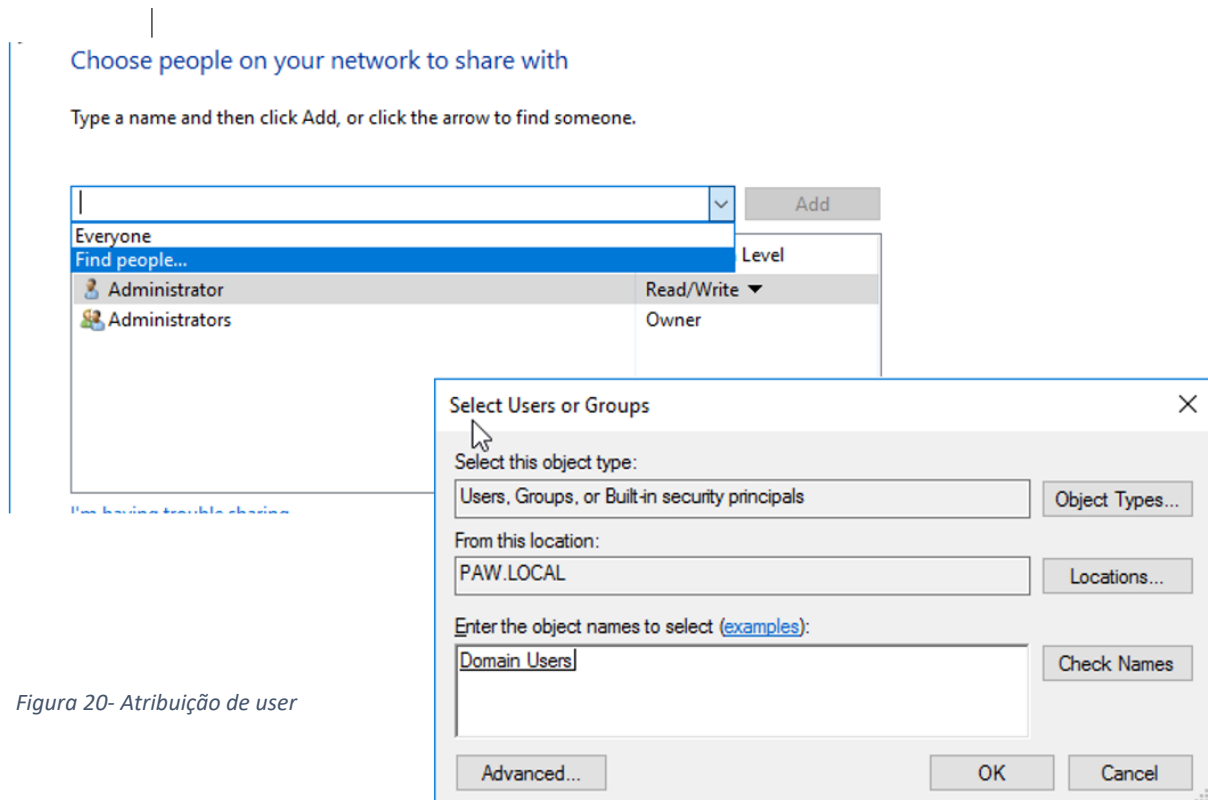 Choose people on your network to share with
Type a name and then click Add, or click the arrow to find someone.
Add
Everyone
Find people...
Level
Administrator Read/Write
Administrators Owner
I'm having trouble sharing
Select Users or Groups
Select this object type:
Users, Groups, or Built-in security principals Object Types...
From this location:
PAW.LOCAL Locations...
Enter the object names to select (examples):
Domain Users Check Names
Figura 20- Atribuição de user
Advanced... OK Cancel